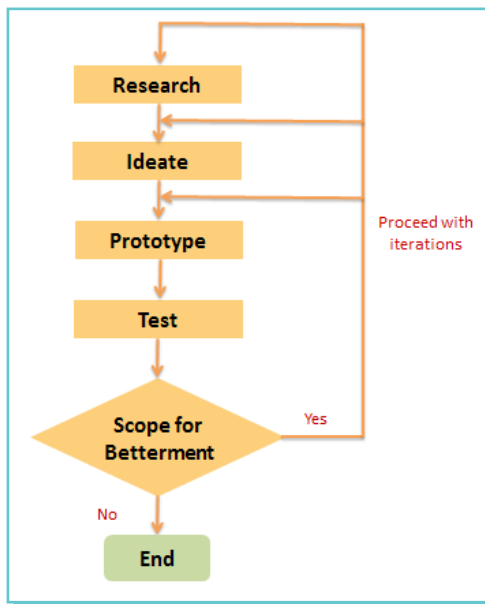 Research
Ideate
Prototype
Proceed with
iterations
Test
Scope for
Betterment
Yes
No
End